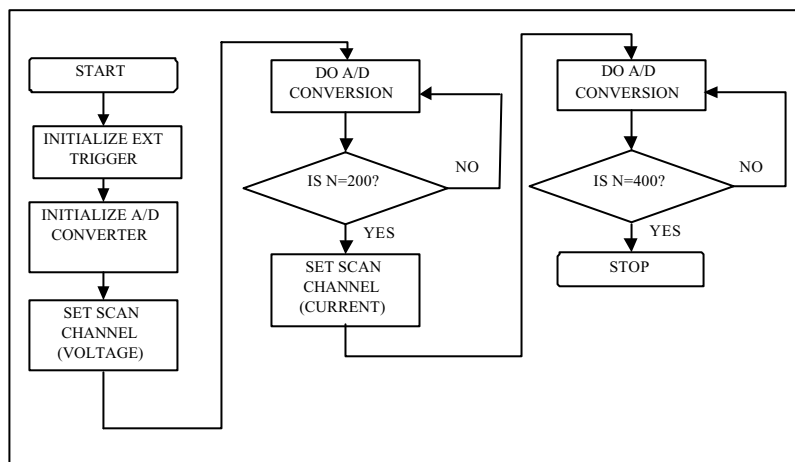 START
INITIALIZE EXT
TRIGGER
INITIALIZE A/D
CONVERTER
SET SCAN
CHANNEL
(VOLTAGE)
DO A/D
CONVERSION
IS N=200?
NO
YES
SET SCAN
CHANNEL
(CURRENT)
DO A/D
CONVERSION
IS N=400?
NO
YES
STOP